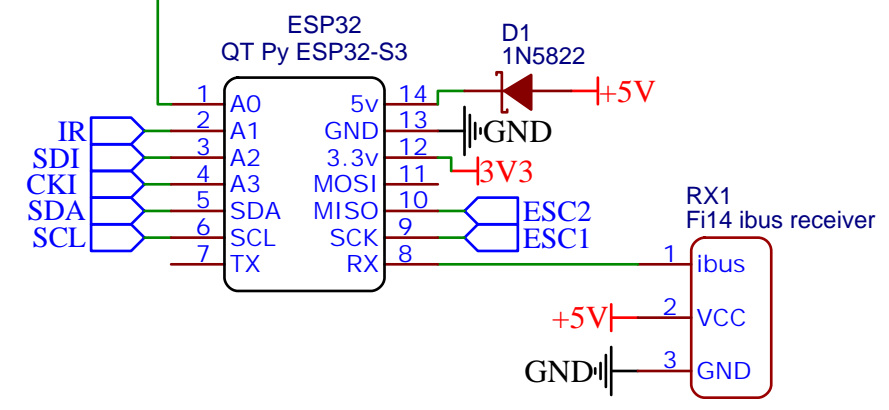 ESP32
QT Py ESP32-S3
D1
1N5822
1 A0 5v 14 +5V
IR 2 A1 GND 13 GND
SDI 3 A2 3.3v 12 3V3
CKI 4 A3 MOSI 11
SDA 5 SDA MISO 10 ESC2
SCL 6 SCL SCK 9 ESC1
7 TX RX 8
RX1
Fi14 ibus receiver
1 ibus
+5V 2 VCC
GND 3 GND